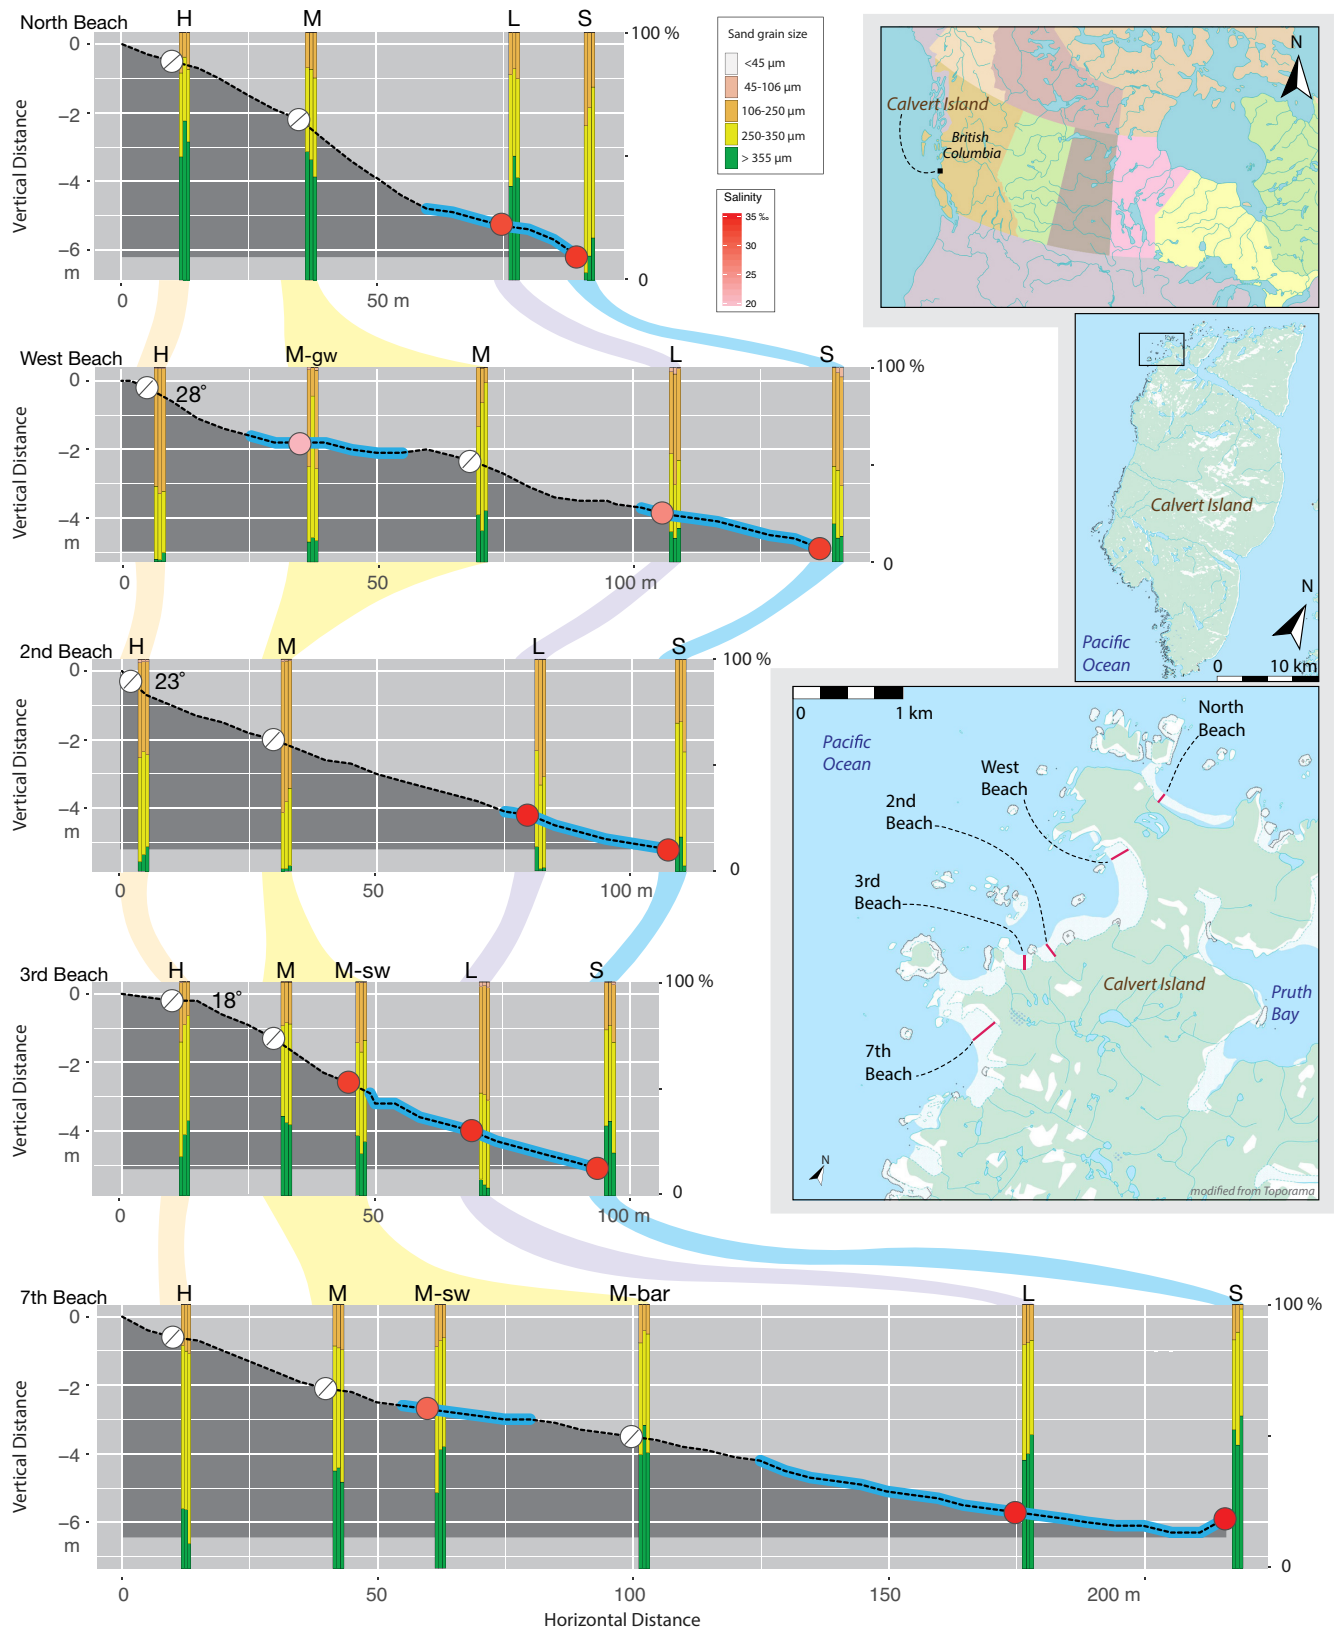 North Beach
H
M
L
S
100 %
0
−2
−4
−6
m
Vertical Distance
0
0
50 m
Sand grain size
<45 µm
45-106 µm
106-250 µm
250-350 µm
> 355 µm
Salinity
35 ‰
30
25
20
West Beach
H
M-gw
M
L
S
100 %
0
28°
−2
−4
m
Vertical Distance
0
0
50
100 m
2nd Beach
H
M
L
S
100 %
0
23°
−2
−4
m
Vertical Distance
0
0
50
100 m
3rd Beach
H
M
M-sw
L
S
100 %
0
18°
−2
−4
m
Vertical Distance
0
0
50
100 m
7th Beach
H
M
M-sw
M-bar
L
S
100 %
0
−2
−4
−6
m
Vertical Distance
0
0
50
100
150
200 m
Horizontal Distance
N
Calvert Island
British
Columbia
Calvert Island
N
Pacific
Ocean
0
10 km
0
1 km
North
Beach
Pacific
Ocean
West
Beach
2nd
Beach
3rd
Beach
Calvert Island
Pruth
Bay
7th
Beach
N
modified from Toporama